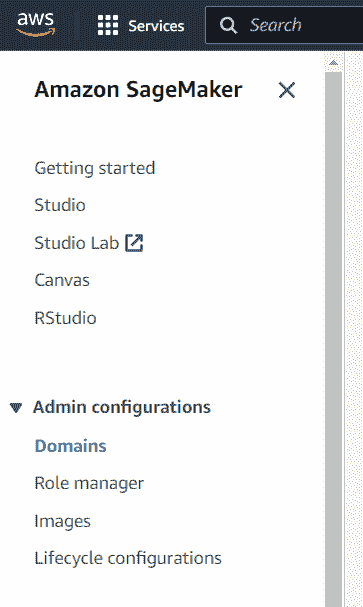 aws
Services
Search
Amazon SageMaker
Getting started
Studio
Studio Lab
Canvas
RStudio
Admin configurations
Domains
Role manager
Images
Lifecycle configurations